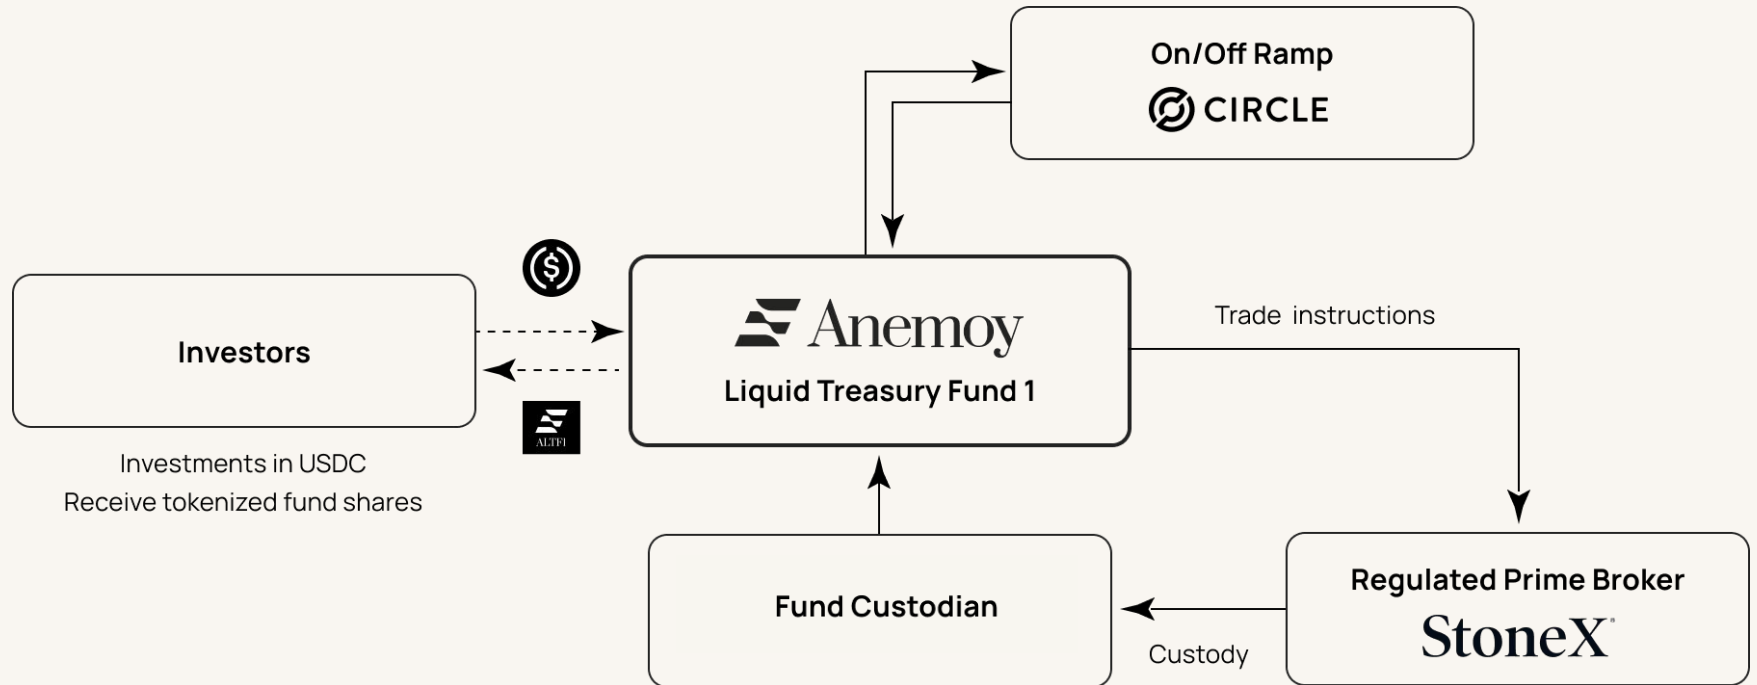 On/Off Ramp
CIRCLE
Investors
Anemoy
Liquid Treasury Fund 1
Trade instructions
ALTFI
Investments in USDC
Receive tokenized fund shares
Fund Custodian
Custody
Regulated Prime Broker
StoneX